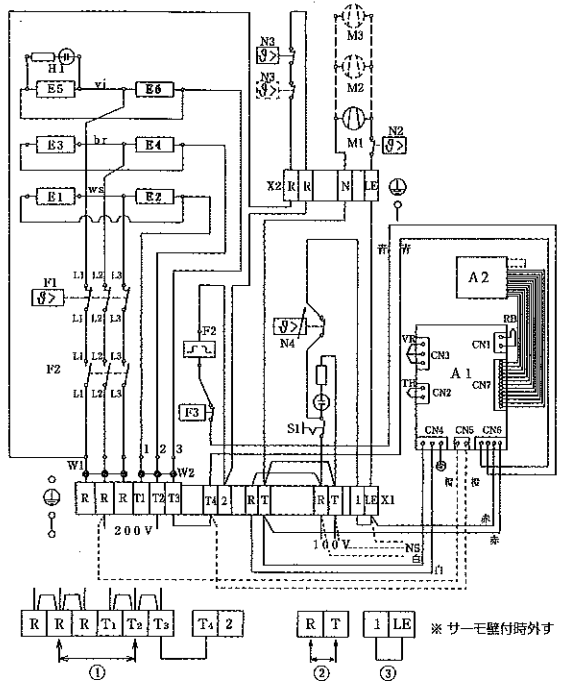 M3
N3
ϑ>
N3
ϑ>
M2
H1
E5
vi
E6
M1
N2
ϑ>
E3
br
E4
X2
R
R
N
LE
E1
ws
E2
青
青
A2
F1
ϑ>
L1
L2
L3
L1
L2
L3
F2
N4
ϑ>
RB
VR
CN3
CN1
A1
CN7
TH
CN2
F2
L1
L2
L3
F3
S1
CN4
CN5
CN6
W1
1
2
3
W2
R
R
R
T1
T2
T3
T4
2
R
T
R
T
1
LE
X1
赤
赤
200V
100V
N5
白
白
R
R
R
T₁
T₂
T₃
T₄
2
R
T
1
LE
①
②
③
※ サーモ壁付時外す